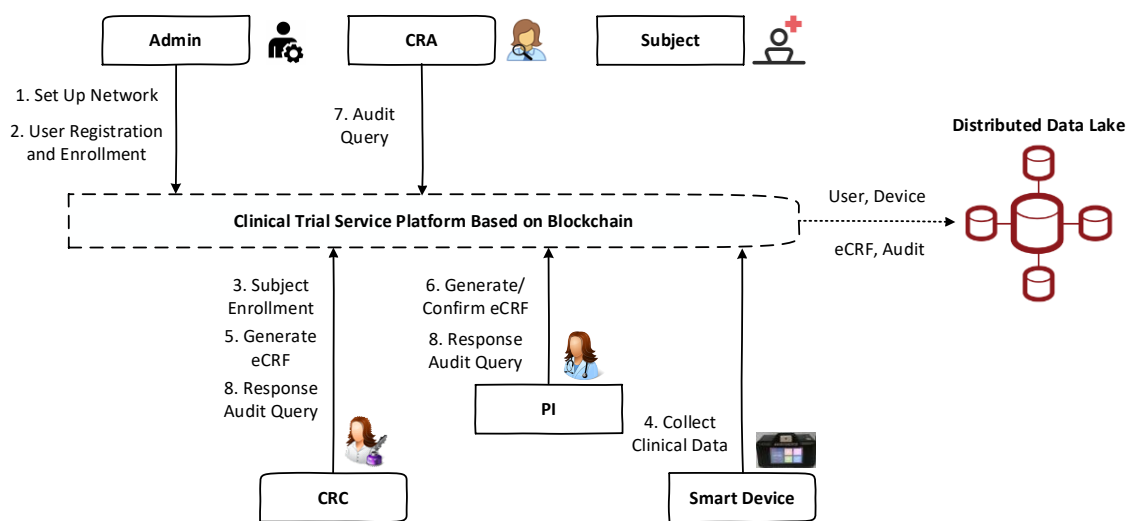 Admin
CRA
Subject
1. Set Up Network
2. User Registration
and Enrollment
7. Audit
Query
Distributed Data Lake
Clinical Trial Service Platform Based on Blockchain
User, Device
eCRF, Audit
3. Subject
Enrollment
5. Generate
eCRF
8. Response
Audit Query
6. Generate/
Confirm eCRF
8. Response
Audit Query
PI
4. Collect
Clinical Data
CRC
Smart Device